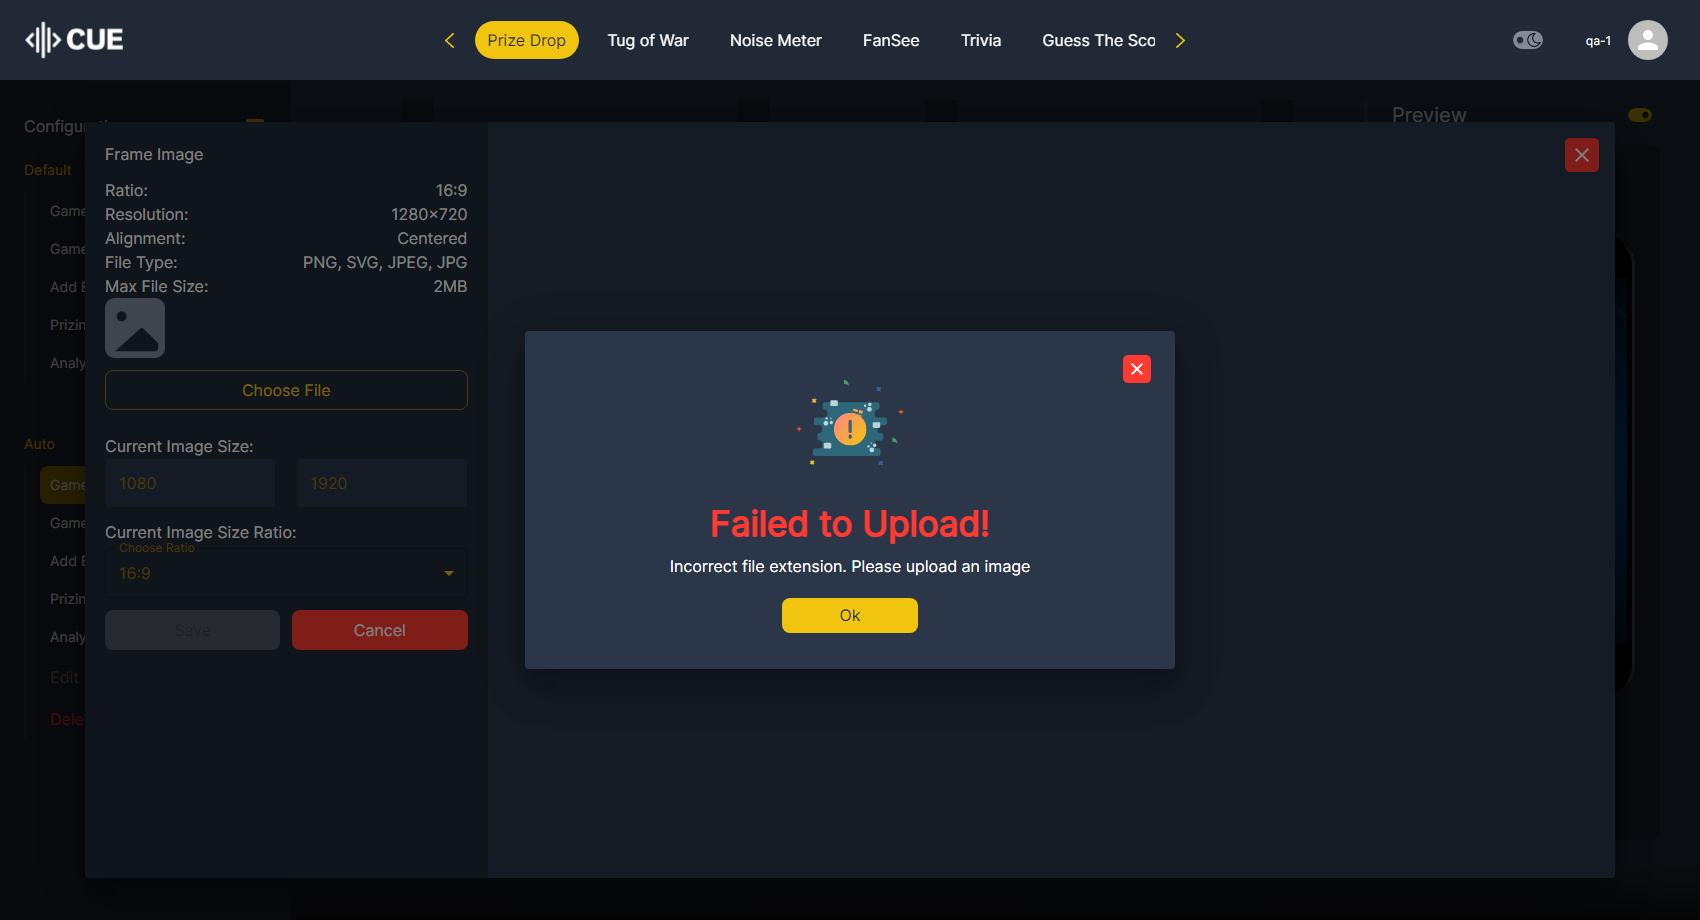 CUE
Prize Drop
Tug of War
Noise Meter
FanSee
Trivia
Guess The Sco
qa-1
Preview
Default
Game
Game
Add
Prizin
Analy
Auto
Game
Game
Add
Prizin
Analy
Edit
Dele
Frame Image
Ratio: 16:9
Resolution: 1280×720
Alignment: Centered
File Type: PNG, SVG, JPEG, JPG
Max File Size: 2MB
Choose File
Current Image Size:
1080 1920
Current Image Size Ratio:
Choose Ratio
16:9
Save Cancel
Failed to Upload!
Incorrect file extension. Please upload an image
Ok